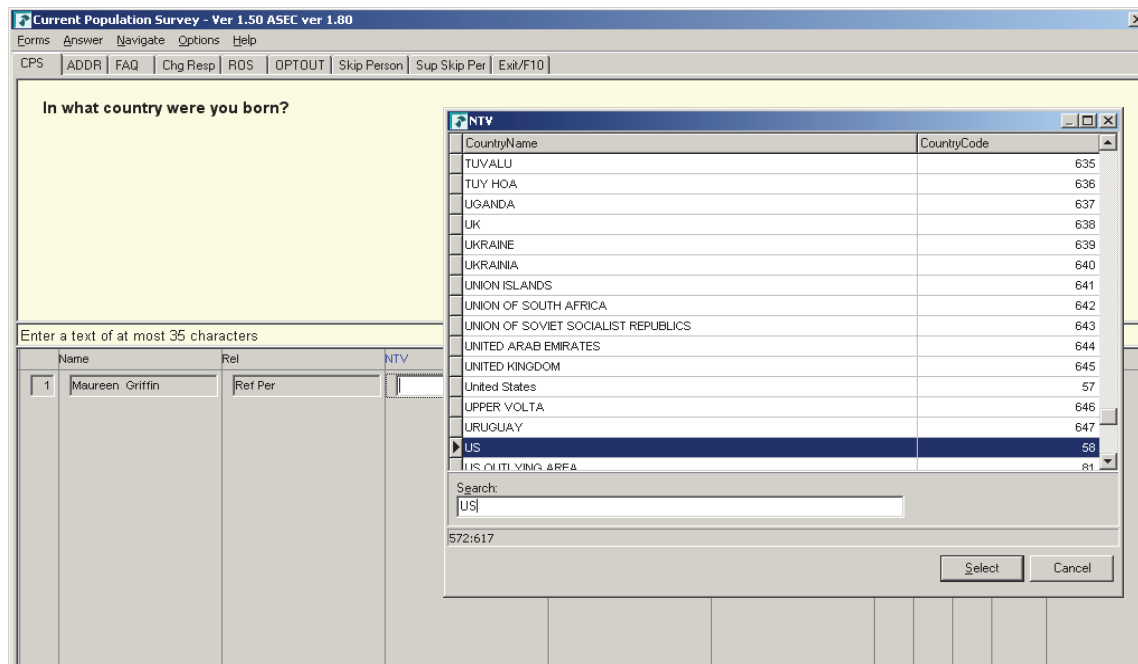 Current Population Survey - Ver 1.50 ASEC ver 1.80
Forms Answer Navigate Options Help
CPS ADDR FAQ Chg Resp ROS OPTOUT Skip Person Sup Skip Per Exit/F10
In what country were you born?
NTV
CountryName CountryCode
TUVALU 635
TUY HOA 636
UGANDA 637
UK 638
UKRAINE 639
UKRAINIA 640
UNION ISLANDS 641
UNION OF SOUTH AFRICA 642
UNION OF SOVIET SOCIALIST REPUBLICS 643
UNITED ARAB EMIRATES 644
UNITED KINGDOM 645
United States 57
UPPER VOLTA 646
URUGUAY 647
US 58
US OUTLYING AREA 81
Search:
US
572:617
Select Cancel
Enter a text of at most 35 characters
Name Rel NTV
1 Maureen Griffin Ref Per